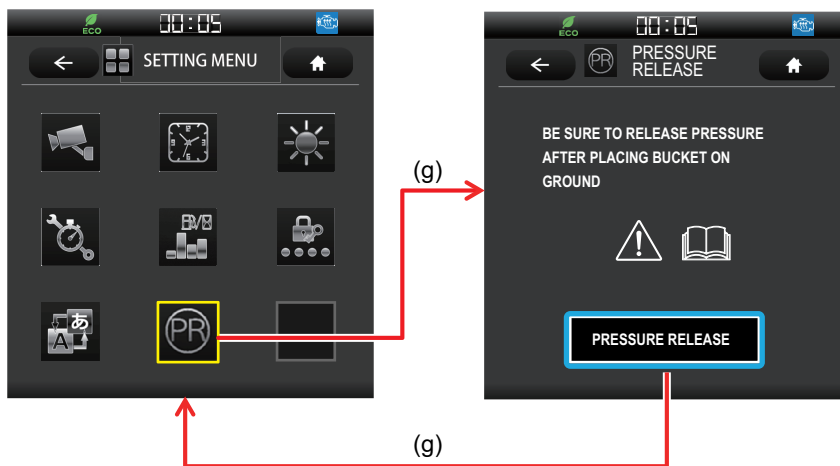 ECO
00:05
SETTING MENU
A
あ
PR
(g)
ECO
00:05
PR
PRESSURE
RELEASE
BE SURE TO RELEASE PRESSURE
AFTER PLACING BUCKET ON
GROUND
PRESSURE RELEASE
(g)